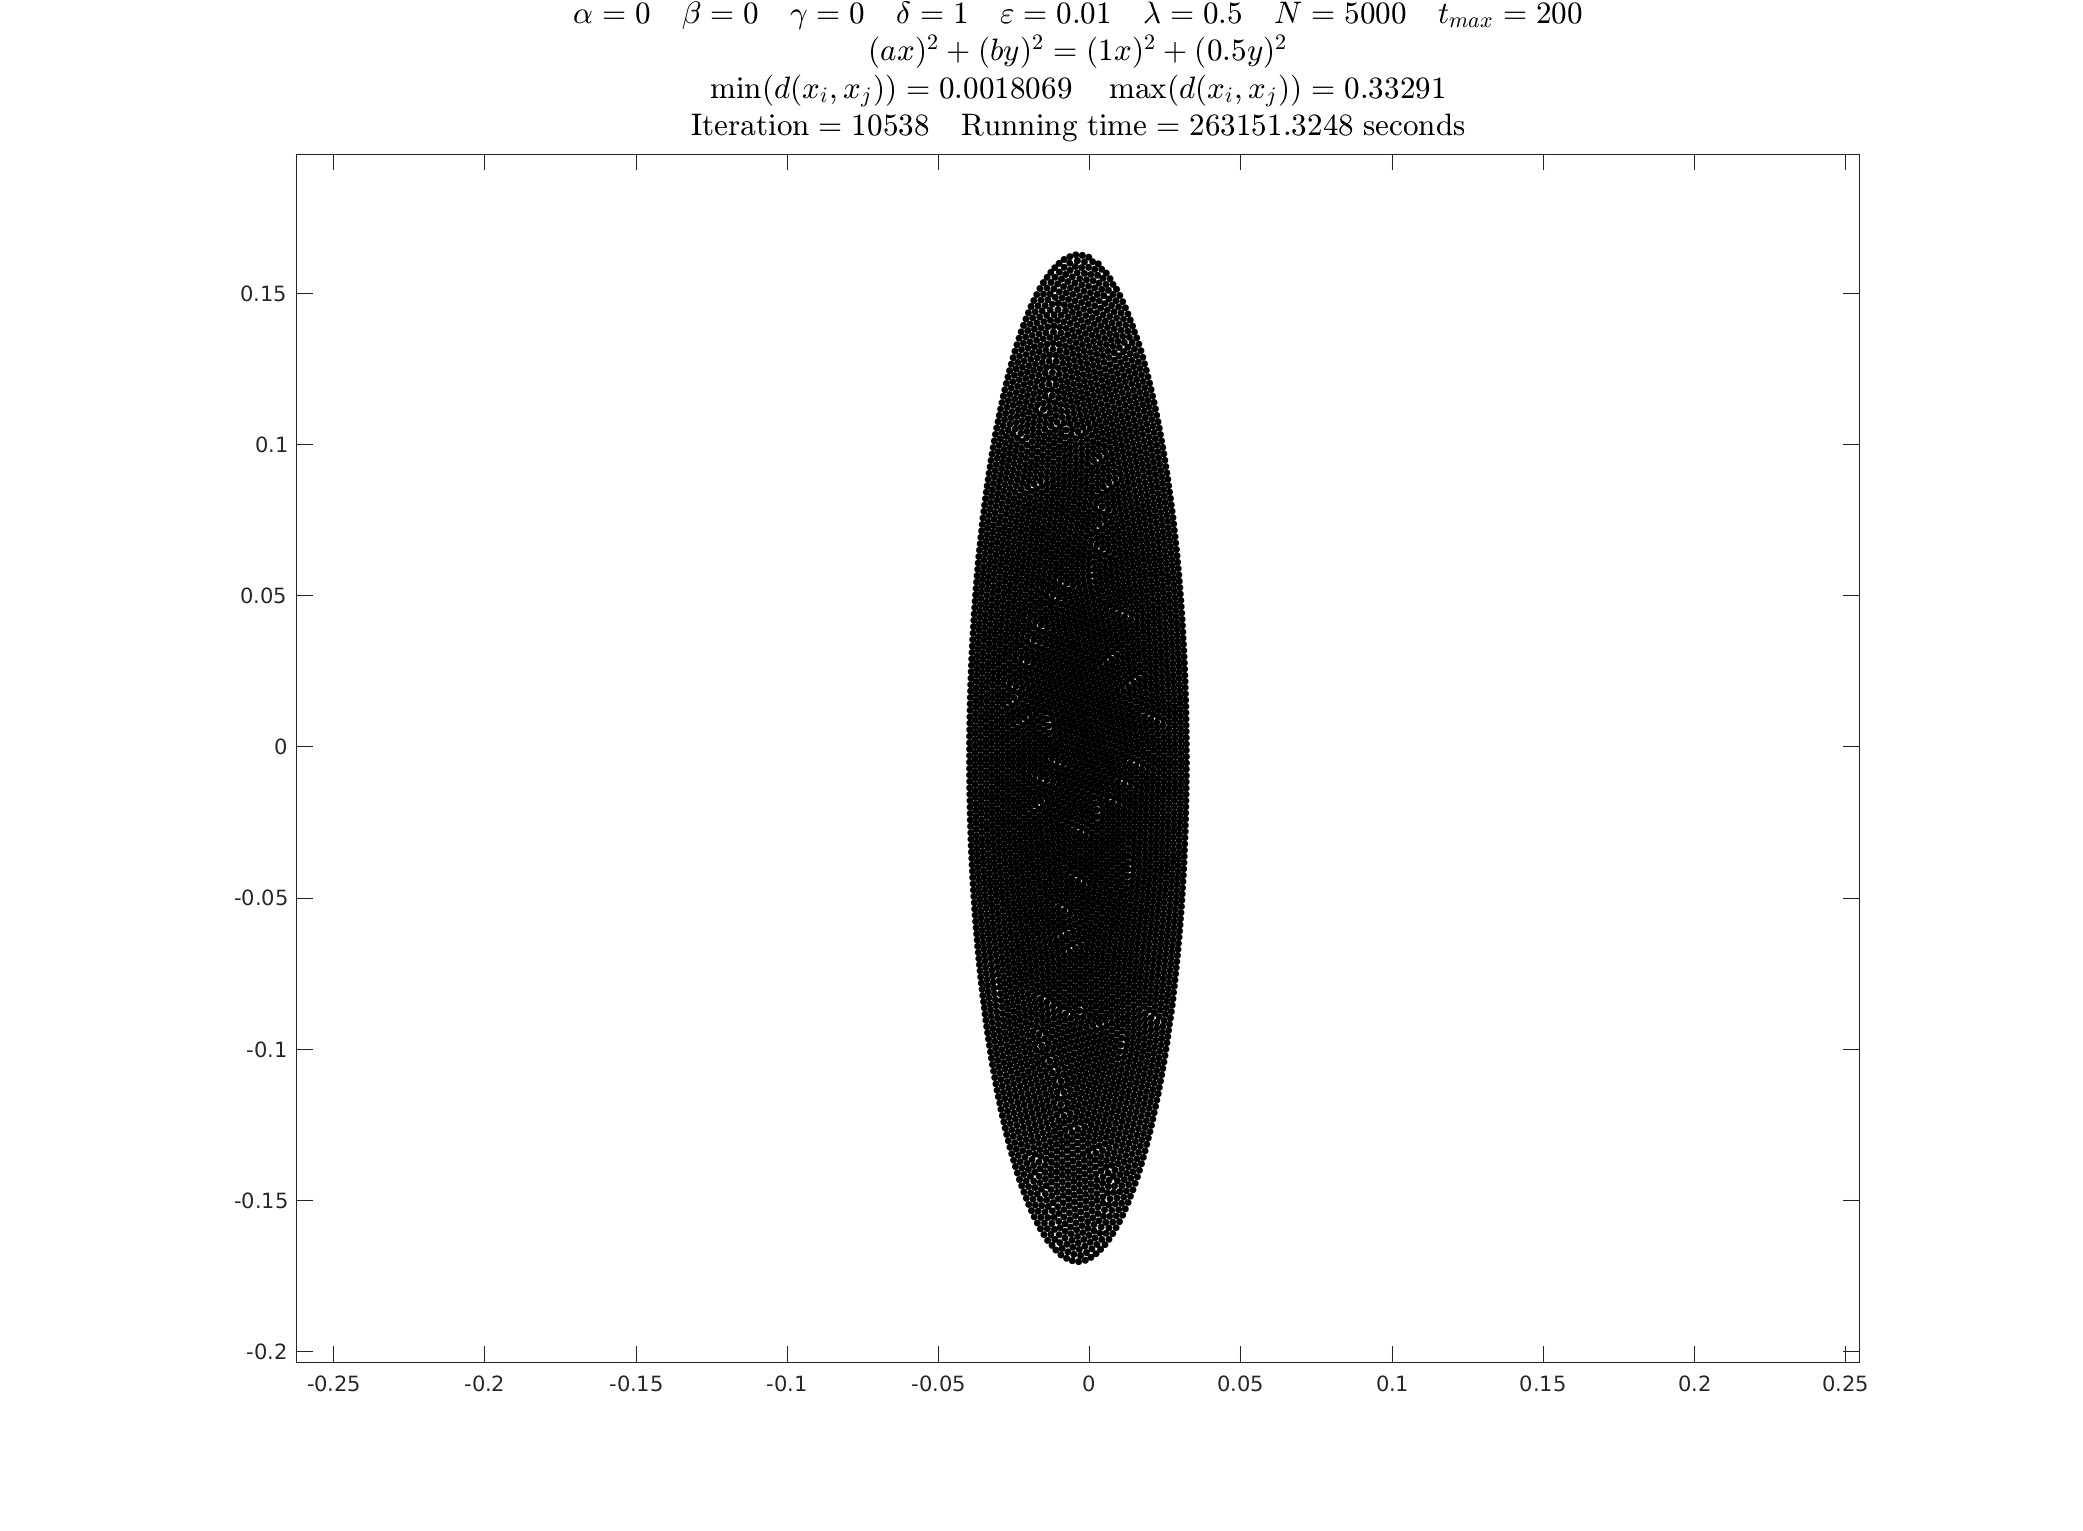 α = 0 β = 0 γ = 0 δ = 1 ε = 0.01 λ = 0.5 N = 5000 t_{max} = 200
(ax)² + (by)² = (1x)² + (0.5y)²
min(d(x_i, x_j)) = 0.0018069 max(d(x_i, x_j)) = 0.33291
Iteration = 10538 Running time = 263151.3248 seconds
0.15
0.1
0.05
0
-0.05
-0.1
-0.15
-0.2
-0.25 -0.2 -0.15 -0.1 -0.05 0 0.05 0.1 0.15 0.2 0.25